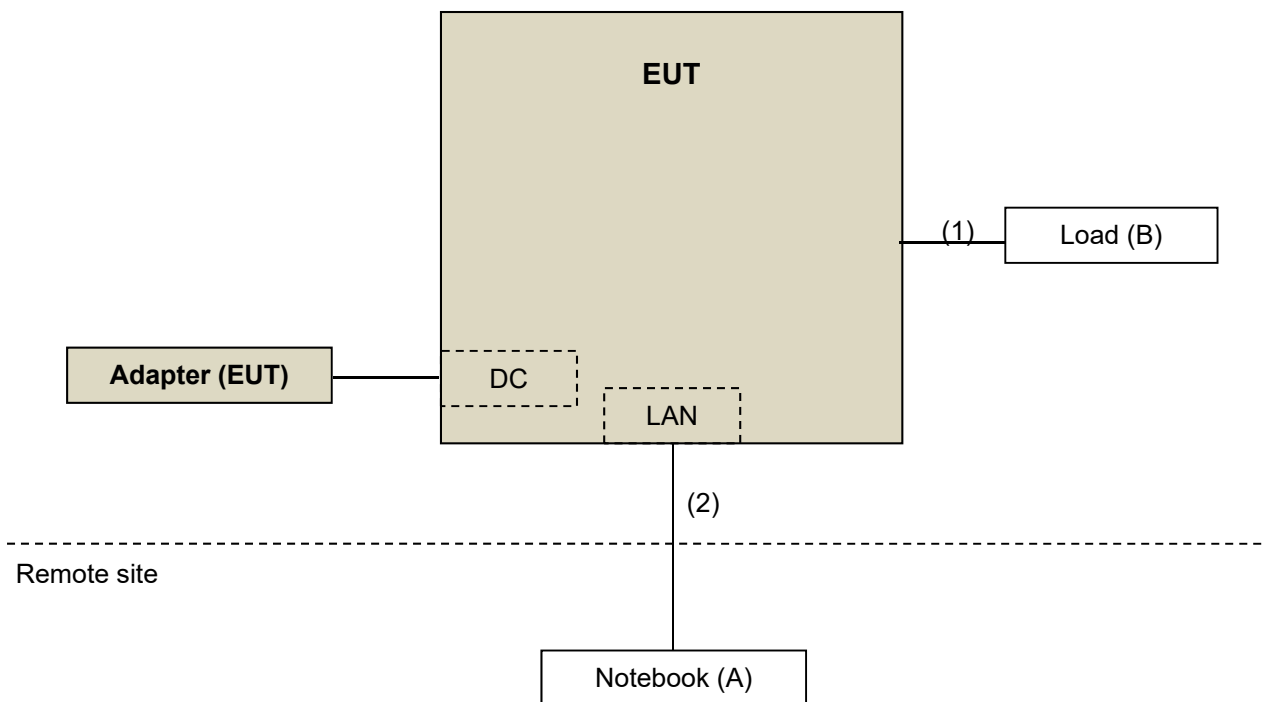 EUT
(1)
Load (B)
Adapter (EUT)
DC
LAN
(2)
Remote site
Notebook (A)